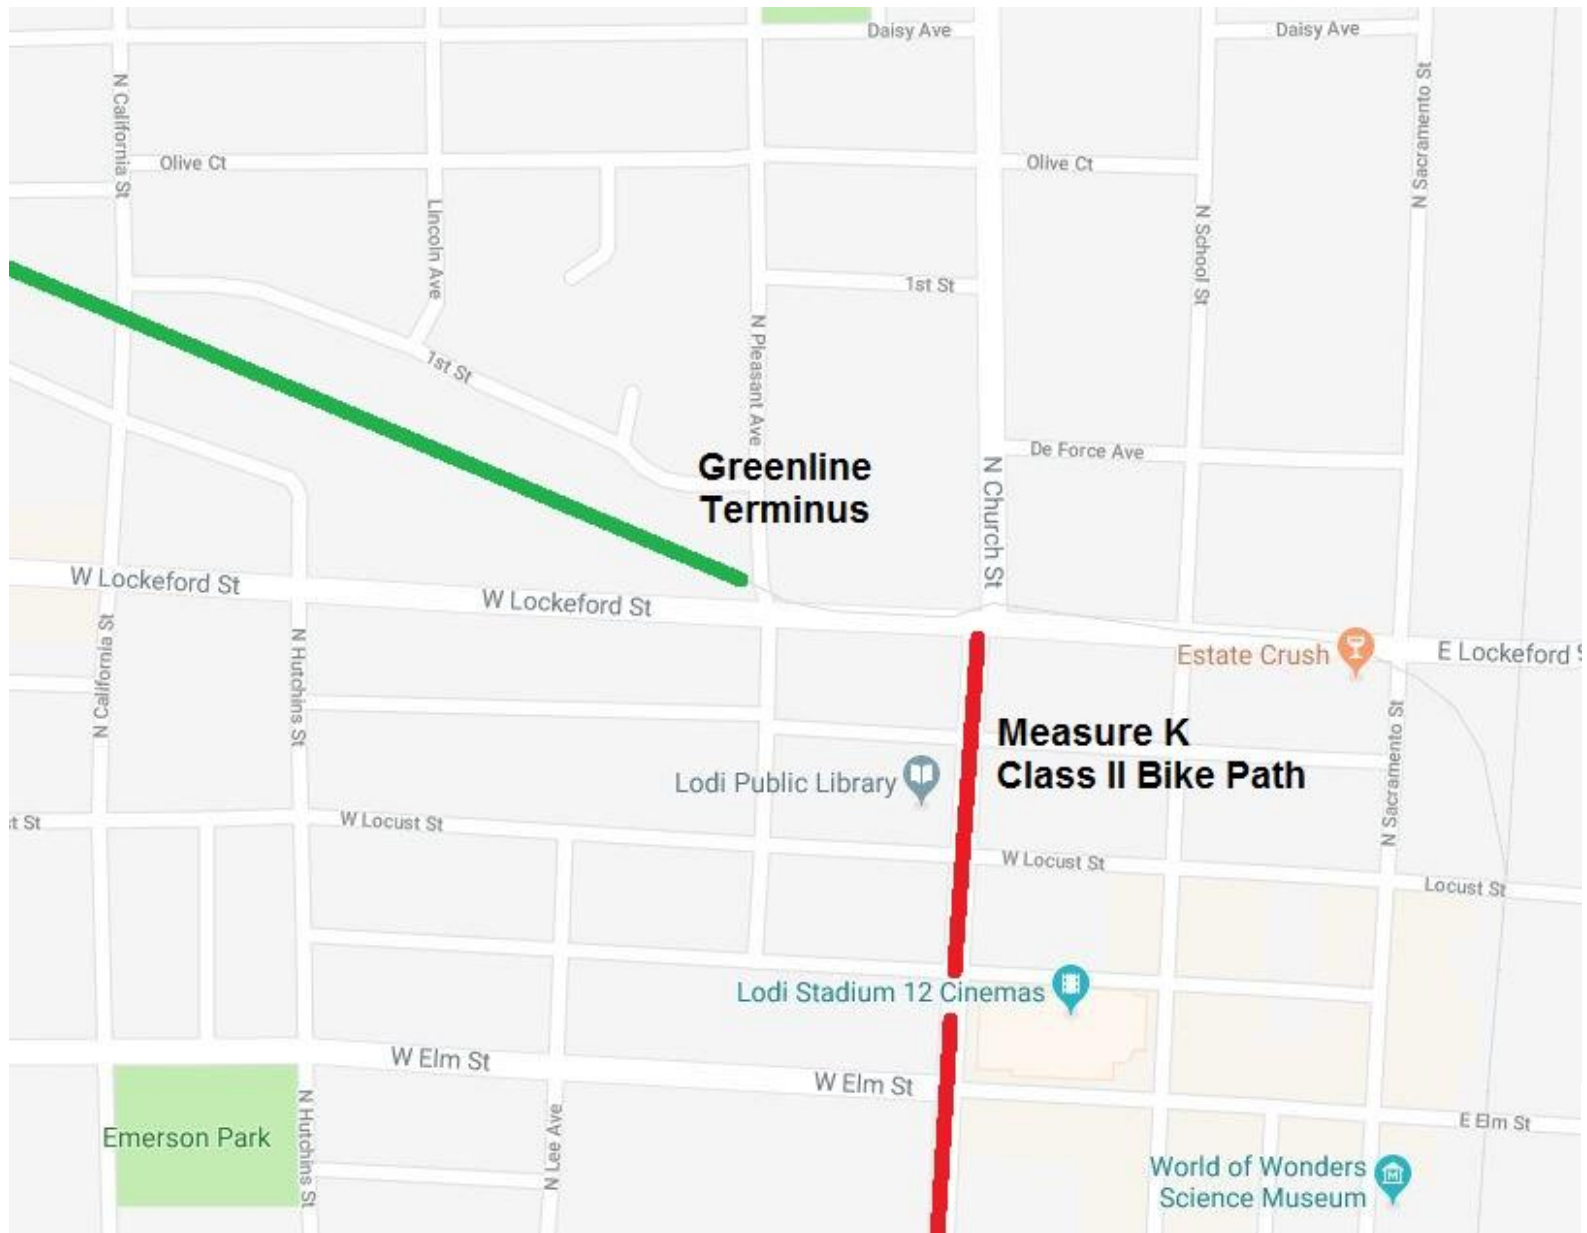 Daisy Ave
Daisy Ave
N California St
N Sacramento St
Olive Ct
Olive Ct
Lincoln Ave
N School St
1st St
N Pleasant Ave
1st St
Greenline
Terminus
De Force Ave
N Church St
W Lockeford St
W Lockeford St
Estate Crush
E Lockeford S
N California St
N Hutchins St
Measure K
Class II Bike Path
N Sacramento St
Lodi Public Library
t St
W Locust St
W Locust St
Locust St
Lodi Stadium 12 Cinemas
W Elm St
W Elm St
E Elm St
Emerson Park
N Hutchins St
N Lee Ave
World of Wonders
Science Museum